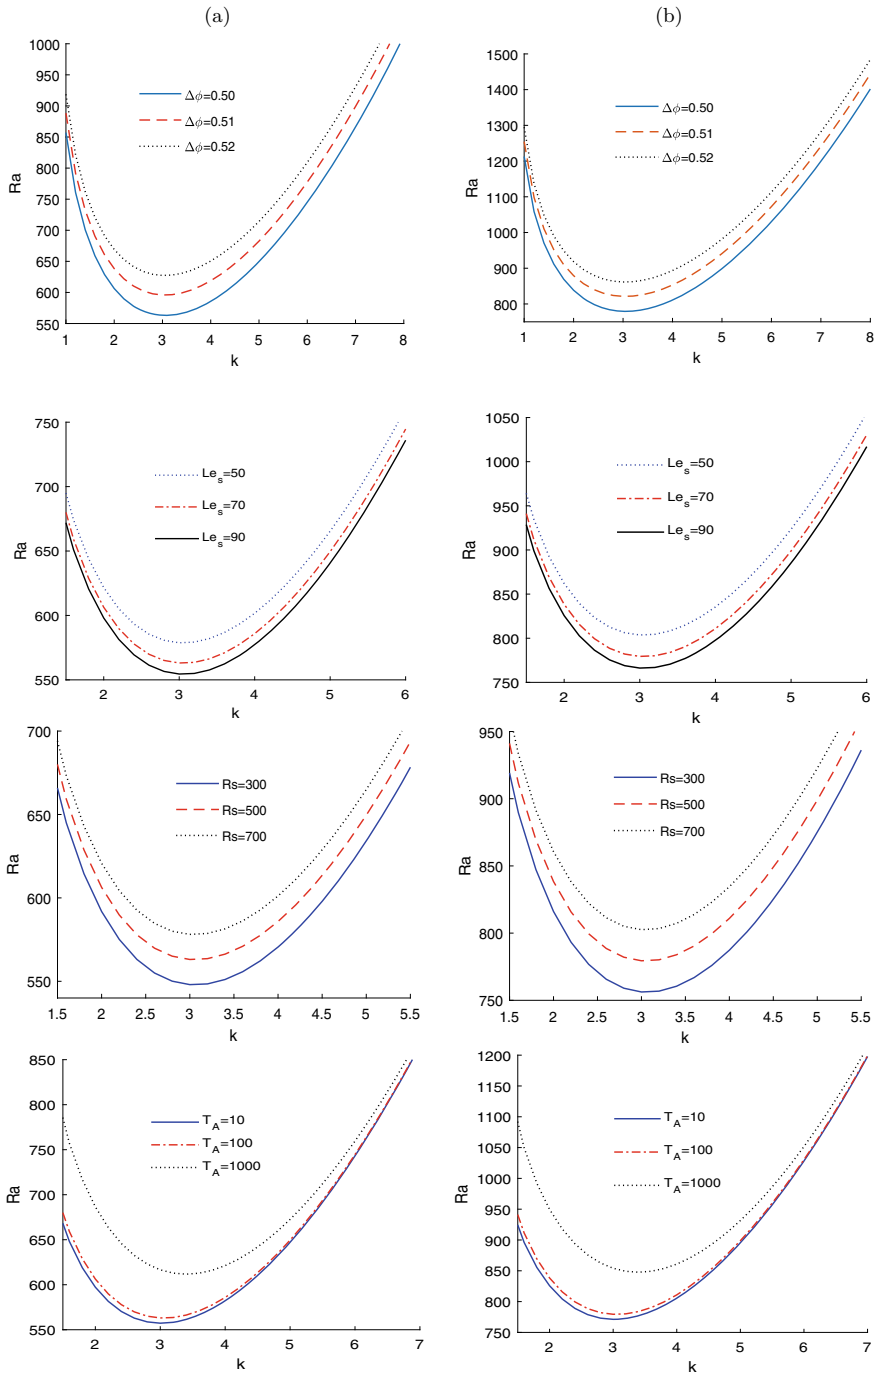 (a)
(b)
1000
950
900
850
800
750
700
650
600
550
Ra
Δϕ=0.50
Δϕ=0.51
Δϕ=0.52
1 2 3 4 5 6 7 8
k
1500
1400
1300
1200
1100
1000
900
800
Ra
Δϕ=0.50
Δϕ=0.51
Δϕ=0.52
1 2 3 4 5 6 7 8
k
750
700
650
600
550
Ra
Le_s=50
Le_s=70
Le_s=90
2 3 4 5 6
k
1050
1000
950
900
850
800
750
Ra
Le_s=50
Le_s=70
Le_s=90
2 3 4 5 6
k
700
650
600
550
Ra
Rs=300
Rs=500
Rs=700
1.5 2 2.5 3 3.5 4 4.5 5 5.5
k
950
900
850
800
750
Ra
Rs=300
Rs=500
Rs=700
1.5 2 2.5 3 3.5 4 4.5 5 5.5
k
850
800
750
700
650
600
550
Ra
T_A=10
T_A=100
T_A=1000
2 3 4 5 6 7
k
1200
1150
1100
1050
1000
950
900
850
800
750
Ra
T_A=10
T_A=100
T_A=1000
2 3 4 5 6 7
k